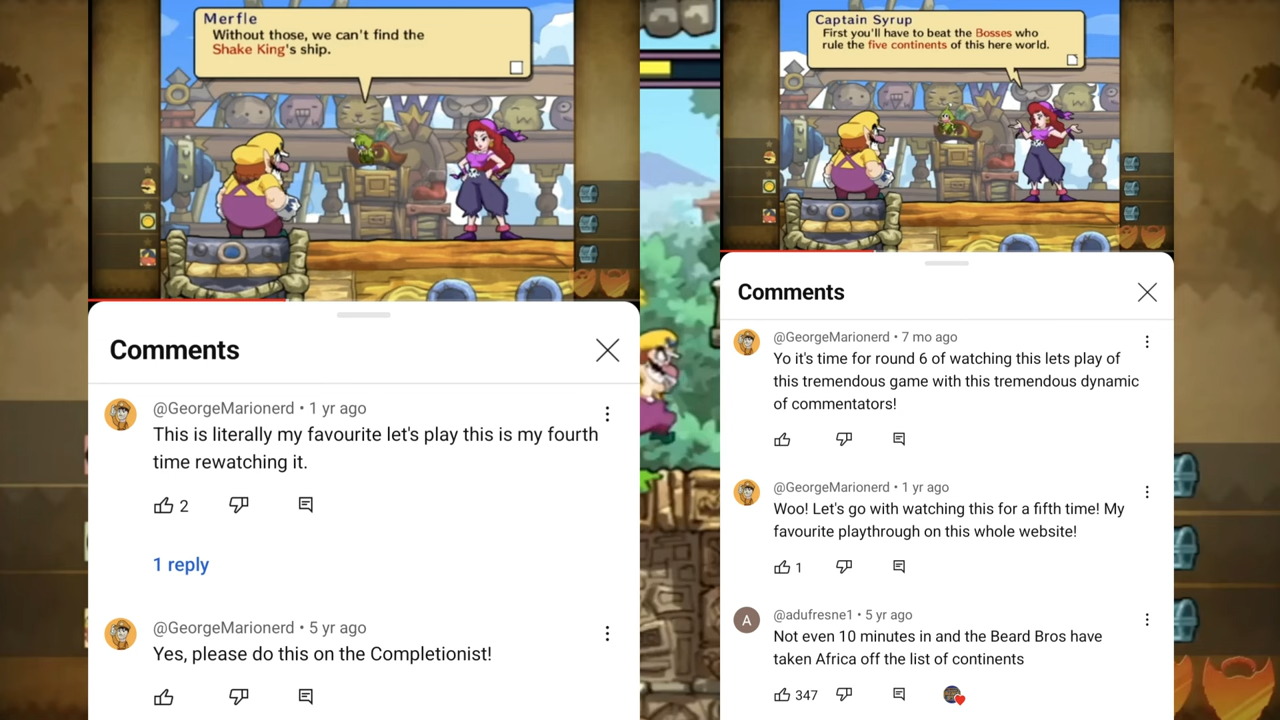 Merfle
Without those, we can't find the
Shake King's ship.
Comments
@GeorgeMarionerd • 1 yr ago
This is literally my favourite let's play this is my fourth
time rewatching it.
2
1 reply
@GeorgeMarionerd • 5 yr ago
Yes, please do this on the Completionist!
Captain Syrup
First you'll have to beat the Bosses who
rule the five continents of this here world.
Comments
@GeorgeMarionerd • 7 mo ago
Yo it's time for round 6 of watching this lets play of
this tremendous game with this tremendous dynamic
of commentators!
@GeorgeMarionerd • 1 yr ago
Woo! Let's go with watching this for a fifth time! My
favourite playthrough on this whole website!
1
A
@adufresne1 • 5 yr ago
Not even 10 minutes in and the Beard Bros have
taken Africa off the list of continents
347